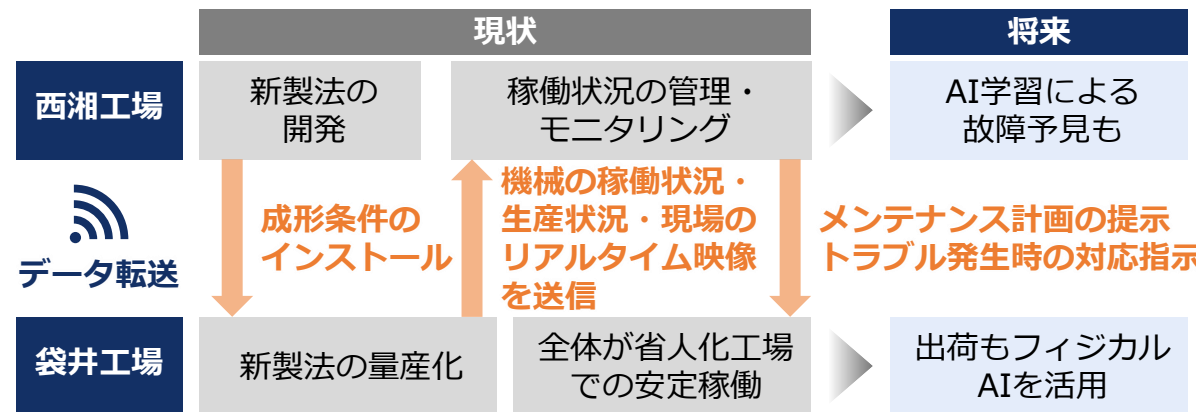 現状
将来
西湘工場
新製法の
開発
稼働状況の管理・
モニタリング
AI学習による
故障予見も
データ転送
成形条件の
インストール
機械の稼働状況・
生産状況・現場の
リアルタイム映像
を送信
メンテナンス計画の提示
トラブル発生時の対応指示
袋井工場
新製法の量産化
全体が省人化工場
での安定稼働
出荷もフィジカル
AIを活用